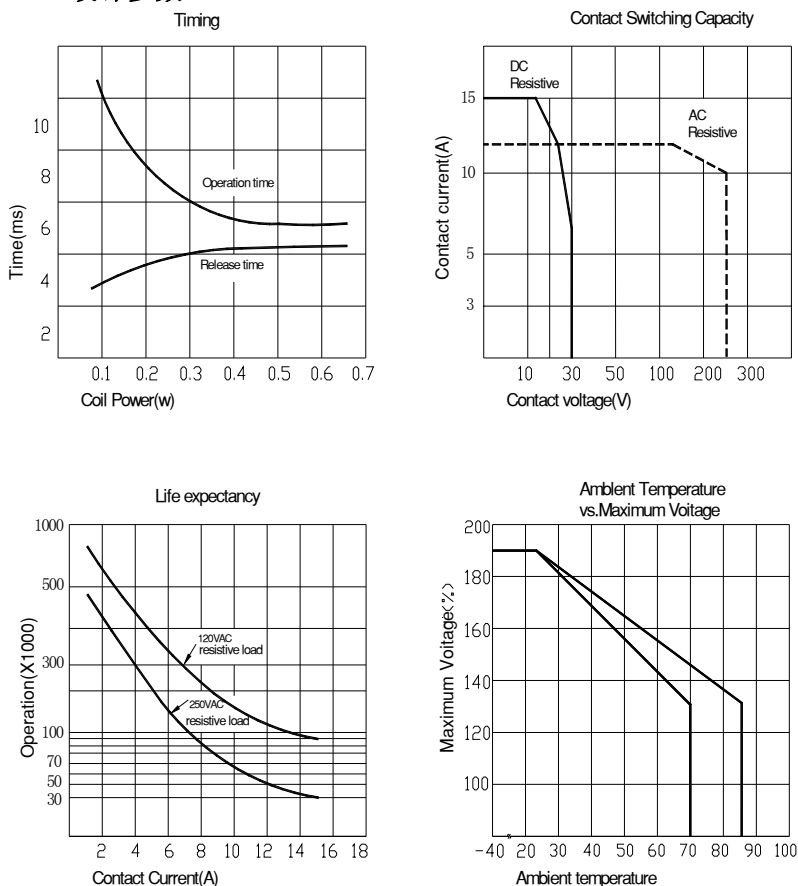 Timing
10
8
6
4
2
Time(ms)
Operation time
Release time
0.1 0.2 0.3 0.4 0.5 0.6 0.7
Coil Power(w)
Contact Switching Capacity
DC
Resistive
AC
Resistive
15
10
5
3
Contact current(A)
10 30 50 100 200 300
Contact voltage(V)
Life expectancy
1000
500
300
100
70
50
30
Operation(X1000)
120VAC
resistive load
250VAC
resistive load
2 4 6 8 10 12 14 16 18
Contact Current(A)
Amblent Temperature
vs.Maximum Voitage
200
180
160
140
120
100
Maximum Voitage(%)
-40 20 30 40 50 60 70 80 90 100
Ambient temperature